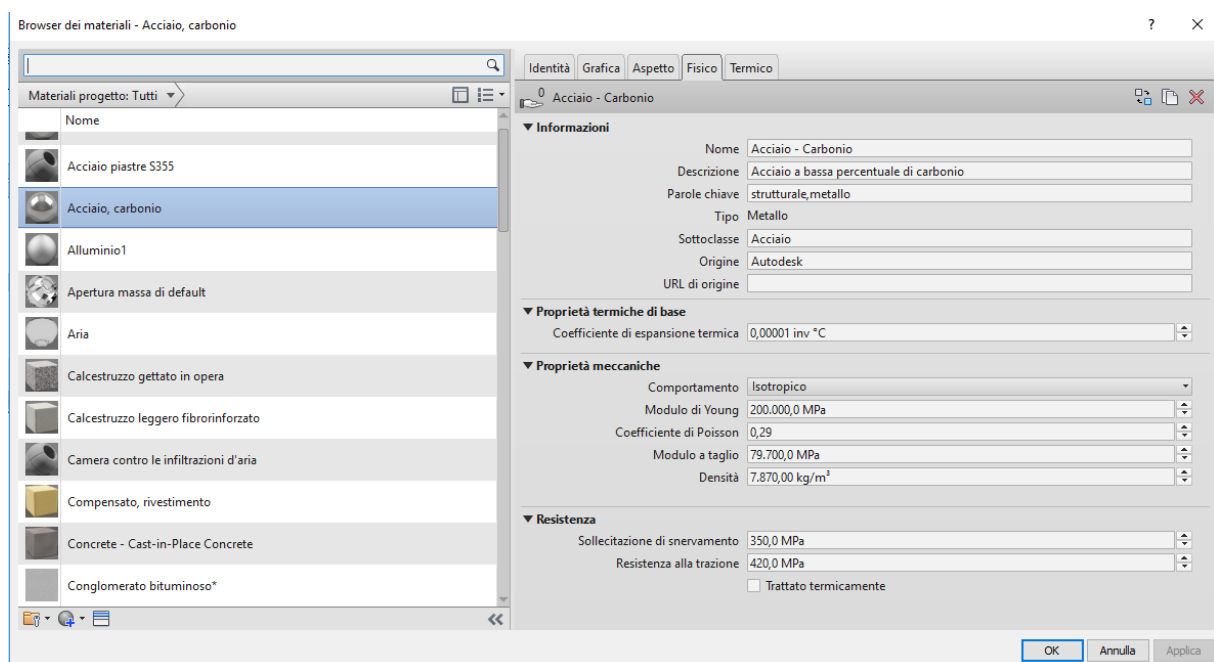 Browser dei materiali - Acciaio, carbonio
?
Materiali progetto: Tutti
Nome
Acciaio piastre S355
Acciaio, carbonio
Alluminio1
Apertura massa di default
Aria
Calcestruzzo gettato in opera
Calcestruzzo leggero fibrorinforzato
Camera contro le infiltrazioni d'aria
Compensato, rivestimento
Concrete - Cast-in-Place Concrete
Conglomerato bituminoso*
Identità Grafica Aspetto Fisico Termico
0 Acciaio - Carbonio
Informazioni
Nome Acciaio - Carbonio
Descrizione Acciaio a bassa percentuale di carbonio
Parole chiave strutturale,metallo
Tipo Metallo
Sottoclasse Acciaio
Origine Autodesk
URL di origine
Proprietà termiche di base
Coefficiente di espansione termica 0,00001 inv °C
Proprietà meccaniche
Comportamento Isotropico
Modulo di Young 200.000,0 MPa
Coefficiente di Poisson 0,29
Modulo a taglio 79.700,0 MPa
Densità 7.870,00 kg/m³
Resistenza
Sollecitazione di snervamento 350,0 MPa
Resistenza alla trazione 420,0 MPa
Trattato termicamente
OK Annulla Applica